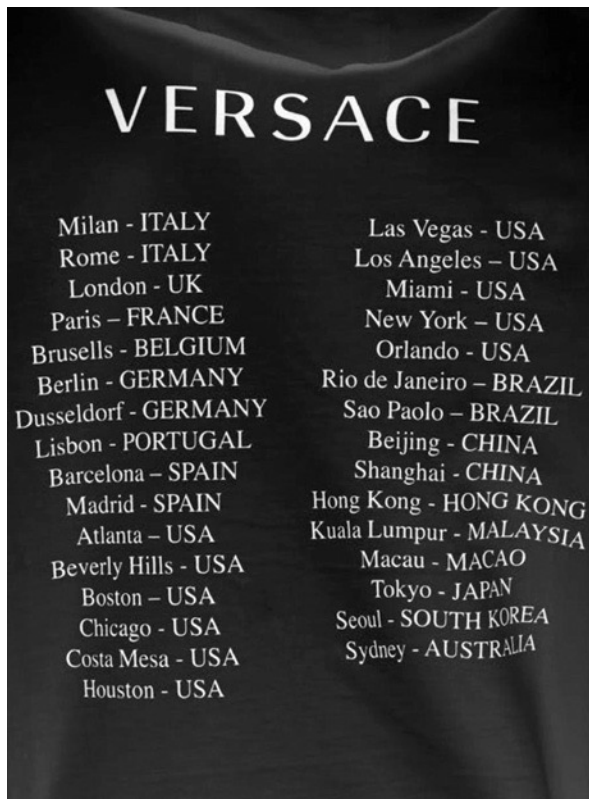 VERSACE
Milan - ITALY
Rome - ITALY
London - UK
Paris – FRANCE
Brusells - BELGIUM
Berlin - GERMANY
Dusseldorf - GERMANY
Lisbon - PORTUGAL
Barcelona – SPAIN
Madrid - SPAIN
Atlanta – USA
Beverly Hills - USA
Boston – USA
Chicago - USA
Costa Mesa - USA
Houston - USA
Las Vegas - USA
Los Angeles – USA
Miami - USA
New York – USA
Orlando - USA
Rio de Janeiro – BRAZIL
Sao Paolo – BRAZIL
Beijing - CHINA
Shanghai - CHINA
Hong Kong - HONG KONG
Kuala Lumpur - MALAYSIA
Macau - MACAO
Tokyo - JAPAN
Seoul - SOUTH KOREA
Sydney - AUSTRALIA